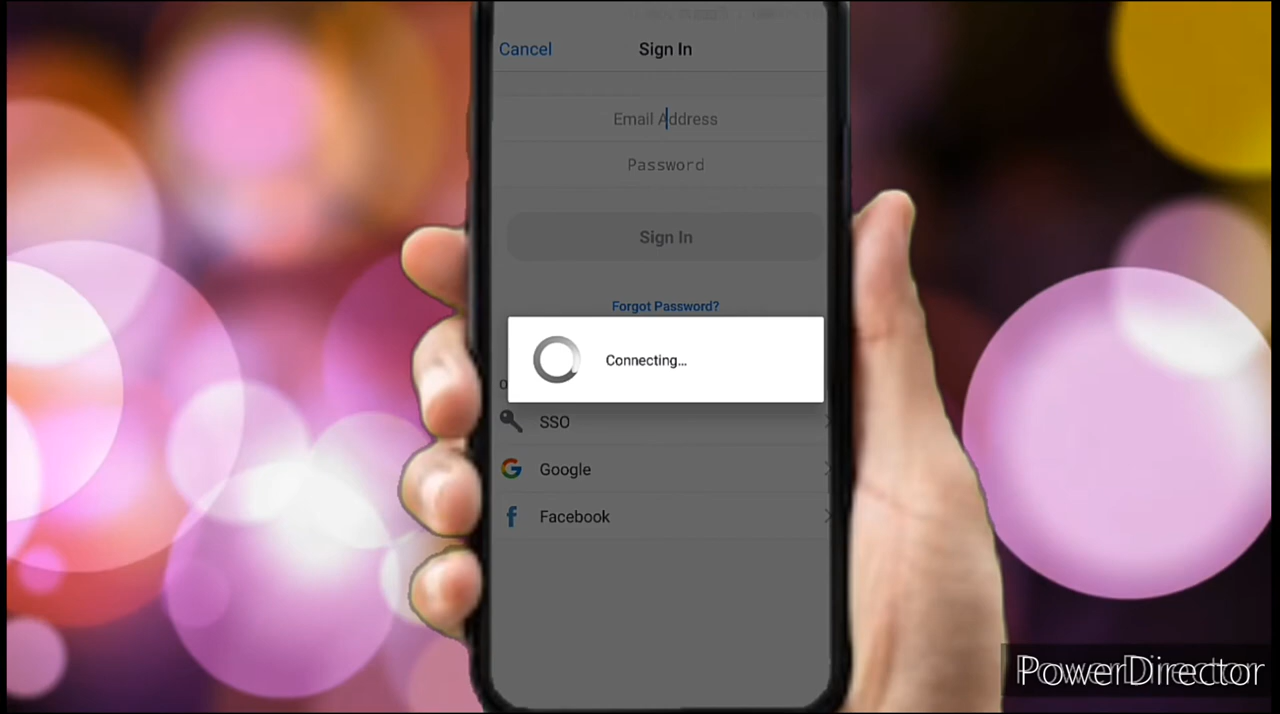 Cancel Sign In
Email Address
Password
Sign In
Forgot Password?
Connecting...
SSO
Google
Facebook
PowerDirector